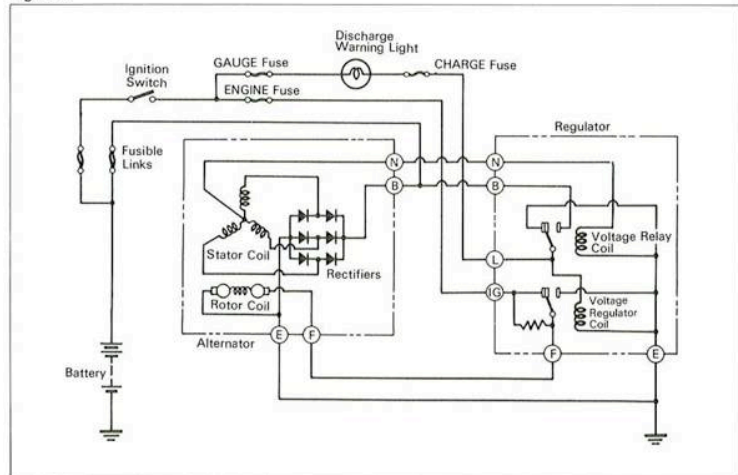 Discharge
Warning Light
GAUGE Fuse
CHARGE Fuse
Ignition
Switch
ENGINE Fuse
Regulator
Fusible
Links
N
N
B
B
Stator Coil
Rectifiers
Voltage Relay
Coil
L
Rotor Coil
IG
Voltage
Regulator
Coil
E
F
Alternator
F
E
Battery